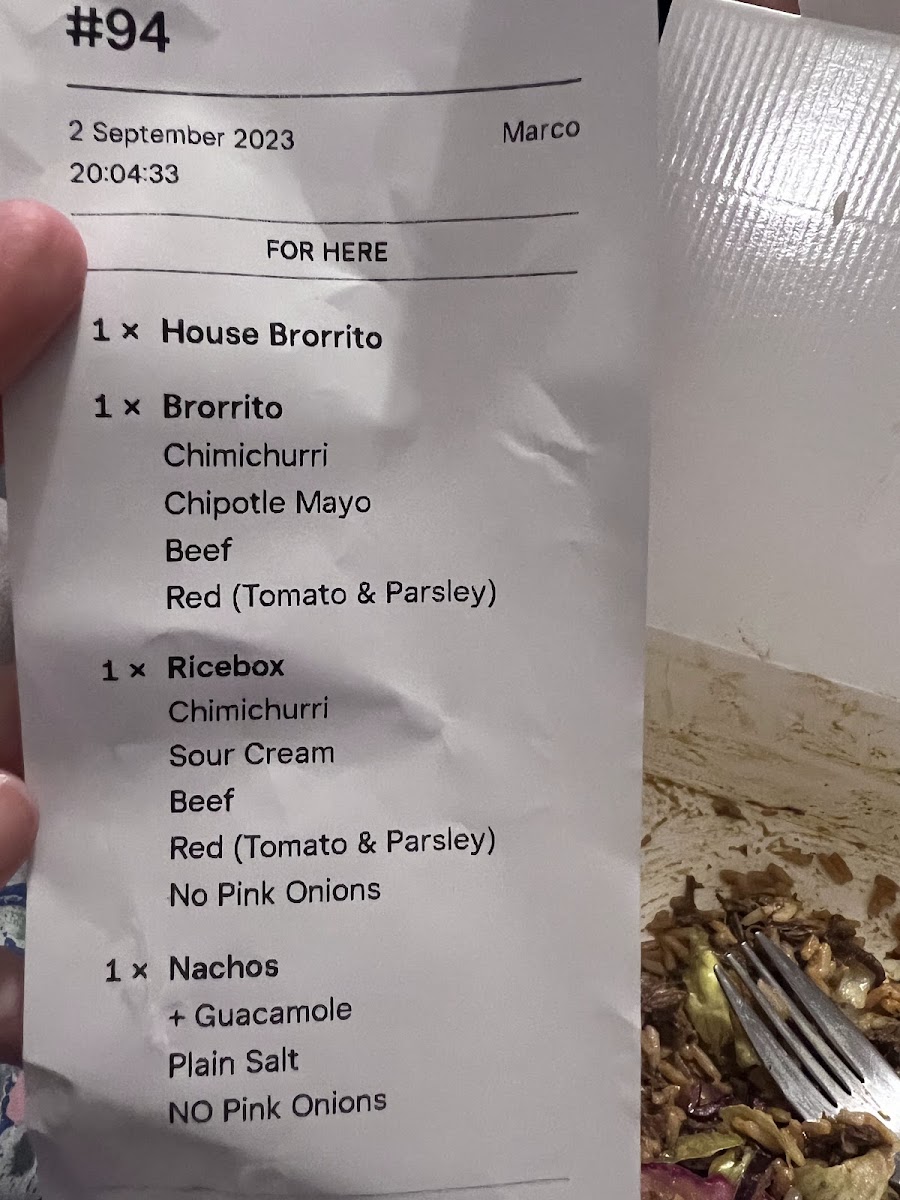 #94
2 September 2023 Marco
20:04:33
FOR HERE
1 × House Brorrito
1 × Brorrito
Chimichurri
Chipotle Mayo
Beef
Red (Tomato & Parsley)
1 × Ricebox
Chimichurri
Sour Cream
Beef
Red (Tomato & Parsley)
No Pink Onions
1 × Nachos
+ Guacamole
Plain Salt
NO Pink Onions